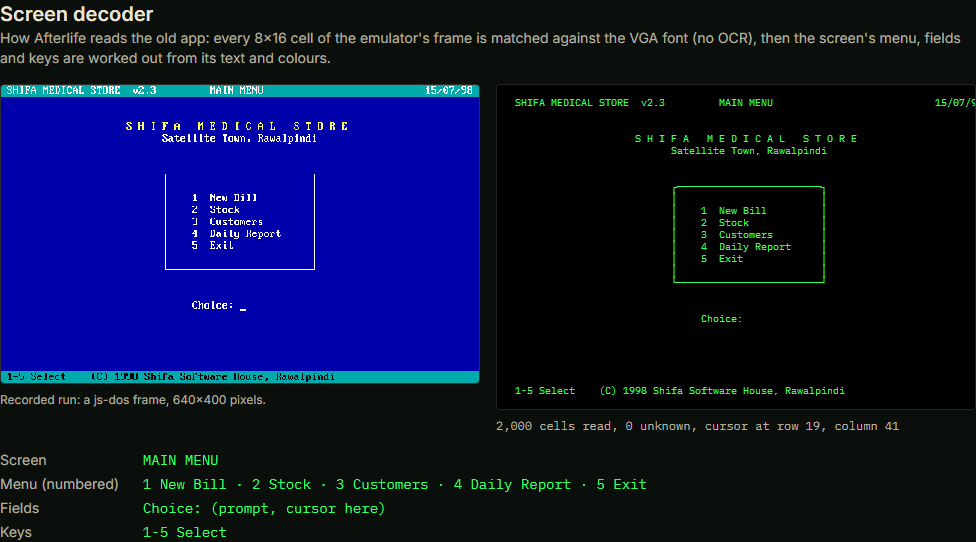 Screen decoder
How Afterlife reads the old app: every 8×16 cell of the emulator's frame is matched against the VGA font (no OCR), then the screen's menu, fields
and keys are worked out from its text and colours.
SHIFA MEDICAL STORE v2.3 MAIN MENU 15/07/98
S H I F A M E D I C A L S T O R E
Satellite Town, Rawalpindi
1 New Bill
2 Stock
3 Customers
4 Daily Report
5 Exit
Choice: _
1-5 Select (C) 1998 Shifa Software House, Rawalpindi
Recorded run: a js-dos frame, 640×400 pixels.
SHIFA MEDICAL STORE v2.3 MAIN MENU 15/07/9
S H I F A M E D I C A L S T O R E
Satellite Town, Rawalpindi
1 New Bill
2 Stock
3 Customers
4 Daily Report
5 Exit
Choice:
1-5 Select (C) 1998 Shifa Software House, Rawalpindi
2,000 cells read, 0 unknown, cursor at row 19, column 41
Screen MAIN MENU
Menu (numbered) 1 New Bill · 2 Stock · 3 Customers · 4 Daily Report · 5 Exit
Fields Choice: (prompt, cursor here)
Keys 1-5 Select